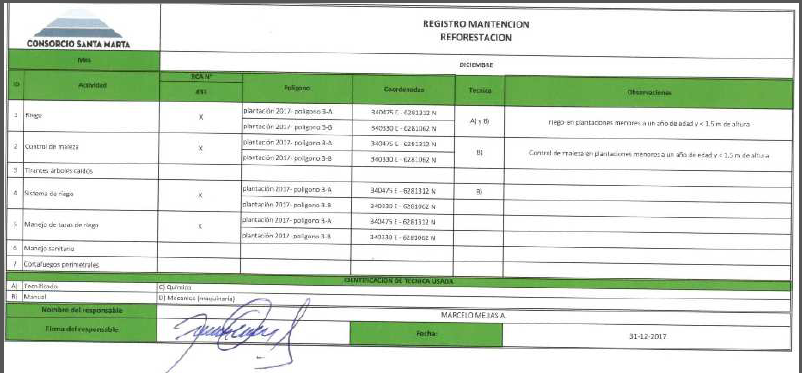 CONSORCIO SANTA MARTA
REGISTRO MANTENCION
REFORESTACION
MES
DICIEMBRE
ID
Actividad
RCA N°
Poligono
Coordenadas
Tecnica
Observaciones
1 Riego X plantación 2017- poligono 3-A 340475 E - 6281312 N A) y B) riego en plantaciones menores a un año de edad y < 1.5 m de altura
plantación 2017- poligono 3-B 340330 E - 6281062 N
2 Control de maleza X plantación 2017- poligono 3-A 340475 E - 6281312 N B) Control de maleza en plantaciones menores a un año de edad y < 1.5 m de altura
plantación 2017- poligono 3-B 340330 E - 6281062 N
3 Tirantes arboles caidos
4 Sistema de riego X plantación 2017- poligono 3-A 340475 E - 6281312 N B)
plantación 2017- poligono 3-B 340330 E - 6281062 N
5 Manejo de tazas de riego X plantación 2017- poligono 3-A 340475 E - 6281312 N
plantación 2017- poligono 3-B 340330 E - 6281062 N
6 Manejo sanitario
7 Cortafuegos perimetrales
IDENTIFICACION DE TECNICA USADA
A) Tecnificado C) Quimico
B) Manual D) Mecanico (maquinaria)
Nombre del responsable MARCELO MEJIAS A.
Firma del responsable Fecha: 31-12-2017